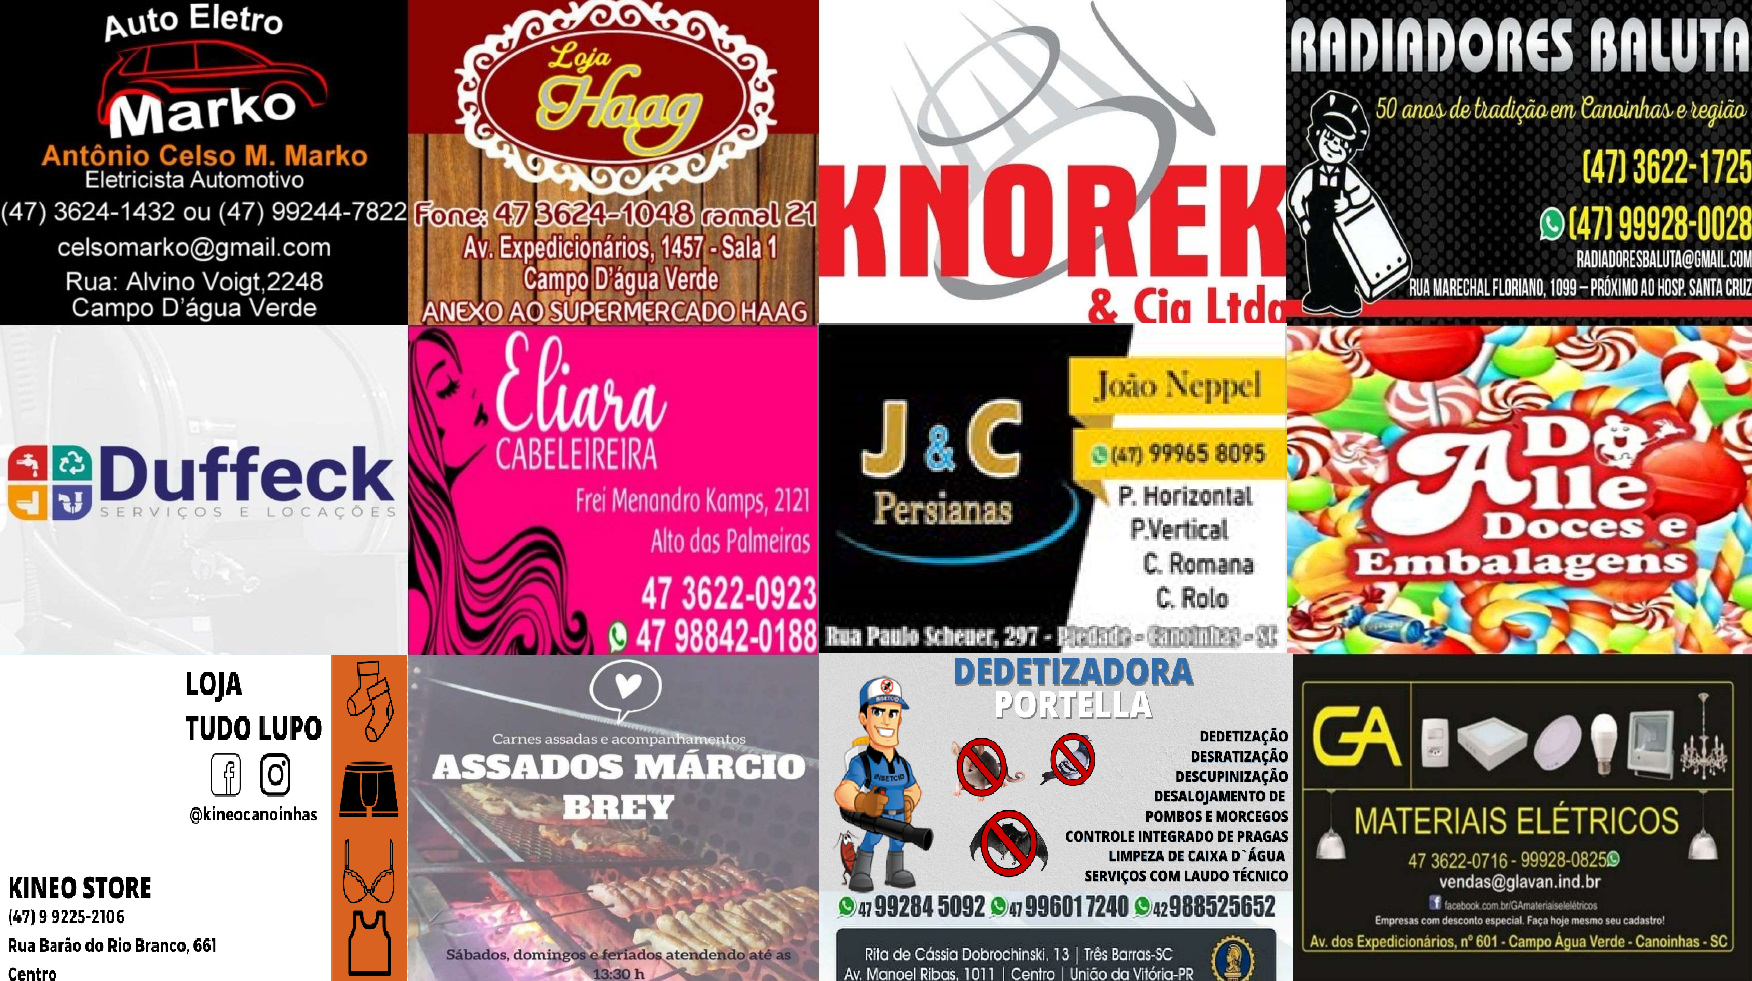 Auto Eletro
Marko
Antônio Celso M. Marko
Eletricista Automotivo
(47) 3624-1432 ou (47) 99244-7822
celsomarko@gmail.com
Rua: Alvino Voigt,2248
Campo D'água Verde
Loja
Haag
Fone: 47 3624-1048 ramal 21
Av. Expedicionários, 1457 - Sala 1
Campo D'água Verde
ANEXO AO SUPERMERCADO HAAG
KNOREK
& Cia Ltda
RADIADORES BALUTA
50 anos de tradição em Canoinhas e região
(47) 3622-1725
(47) 99928-0028
RADIADORESBALUTA@GMAIL.COM
RUA MARECHAL FLORIANO, 1099 – PRÓXIMO AO HOSP. SANTA CRUZ
Duffeck
SERVIÇOS E LOCAÇÕES
Eliara
CABELEIREIRA
Frei Menandro Kamps, 2121
Alto das Palmeiras
47 3622-0923
47 98842-0188
J & C
Persianas
João Neppel
(47) 99965 8095
P. Horizontal
P.Vertical
C. Romana
C. Rolo
Rua Paulo Scheuer, 297 - Piedade - Canoinhas - SC
Do
Alle
Doces e
Embalagens
LOJA
TUDO LUPO
@kineocanoinhas
KINEO STORE
(47) 9 9225-2106
Rua Barão do Rio Branco, 661
Centro
Carnes assadas e acompanhamentos
ASSADOS MÁRCIO
BREY
Sábados, domingos e feriados atendendo até as
13:30 h
DEDETIZADORA
PORTELLA
INSETCID
DEDETIZAÇÃO
DESRATIZAÇÃO
DESCUPINIZAÇÃO
DESALOJAMENTO DE
POMBOS E MORCEGOS
CONTROLE INTEGRADO DE PRAGAS
LIMPEZA DE CAIXA D`ÁGUA
SERVIÇOS COM LAUDO TÉCNICO
47 99284 5092 47 996017240 42 988525652
Rita de Cássia Dobrochinski, 13 | Três Barras-SC
Av. Manoel Ribas, 1011 | Centro | União da Vitória-PR
GA
MATERIAIS ELÉTRICOS
47 3622-0716 - 99928-0825
vendas@glavan.ind.br
facebook.com.br/GAmateriaiselelétricos
Empresas com desconto especial. Faça hoje mesmo seu cadastro!
Av. dos Expedicionários, nº 601 - Campo Água Verde - Canoinhas - SC